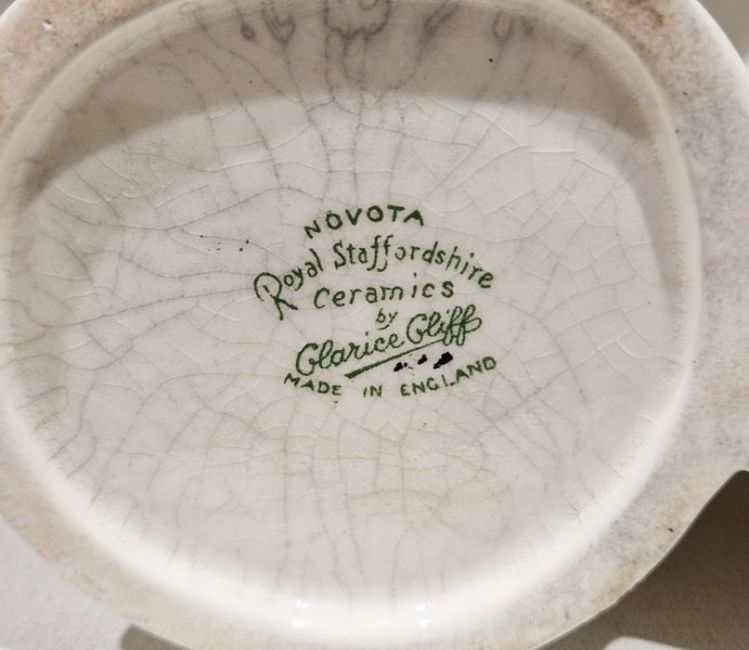 NOVOTA
Royal Staffordshire
Ceramics
by
Clarice Cliff
MADE IN ENGLAND